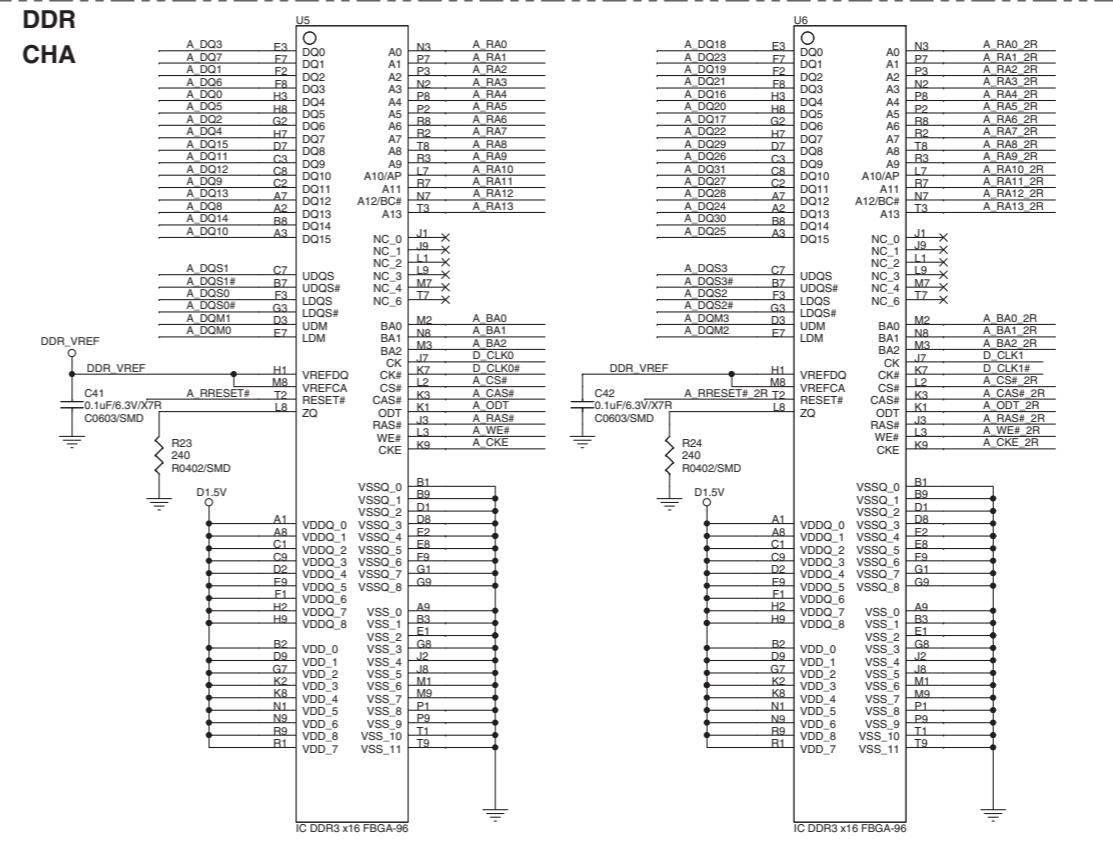 DDR
CHA
U5
A_DQ3 E3 DQ0 A0 N3 A_RA0
A_DQ7 F7 DQ1 A1 P7 A_RA1
A_DQ1 F2 DQ2 A2 P3 A_RA2
A_DQ6 F8 DQ3 A3 N2 A_RA3
A_DQ0 H3 DQ4 A4 P8 A_RA4
A_DQ5 H8 DQ5 A5 P2 A_RA5
A_DQ2 G2 DQ6 A6 R8 A_RA6
A_DQ4 H7 DQ7 A7 R2 A_RA7
A_DQ15 D7 DQ8 A8 T8 A_RA8
A_DQ11 C3 DQ9 A9 R3 A_RA9
A_DQ12 C8 DQ10 A10/AP L7 A_RA10
A_DQ9 C2 DQ11 A11 R7 A_RA11
A_DQ13 A7 DQ12 A12/BC# N7 A_RA12
A_DQ8 A2 DQ13 A13 T3 A_RA13
A_DQ14 B8 DQ14
A_DQ10 A3 DQ15 NC_0 J1
NC_1 J9
NC_2 L1
A_DQS1 C7 UDQS NC_3 L9
A_DQS1# B7 UDQS# NC_4 M7
A_DQS0 F3 LDQS NC_6 T7
A_DQS0# G3 LDQS#
A_DQM1 D3 UDM BA0 M2 A_BA0
A_DQM0 E7 LDM BA1 N8 A_BA1
DDR_VREF
BA2 M3 A_BA2
CK J7 D_CLK0
DDR_VREF H1 VREFDQ CK# K7 D_CLK0#
M8 VREFCA CS# L2 A_CS#
C41
0.1uF/6.3V/X7R
C0603/SMD
A_RRESET# T2 RESET# CAS# K3 A_CAS#
L8 ZQ ODT K1 A_ODT
RAS# J3 A_RAS#
WE# L3 A_WE#
CKE K9 A_CKE
R23
240
R0402/SMD
D1.5V
VSSQ_0 B1
VSSQ_1 B9
VSSQ_2 D1
A1 VDDQ_0 VSSQ_3 D8
A8 VDDQ_1 VSSQ_4 E2
C1 VDDQ_2 VSSQ_5 E8
C9 VDDQ_3 VSSQ_6 F9
D2 VDDQ_4 VSSQ_7 G1
E9 VDDQ_5 VSSQ_8 G9
F1 VDDQ_6
H2 VDDQ_7 VSS_0 A9
H9 VDDQ_8 VSS_1 B3
VSS_2 E1
B2 VDD_0 VSS_3 G8
D9 VDD_1 VSS_4 J2
G7 VDD_2 VSS_5 J8
K2 VDD_3 VSS_6 M1
K8 VDD_4 VSS_7 M9
N1 VDD_5 VSS_8 P1
N9 VDD_6 VSS_9 P9
R9 VDD_8 VSS_10 T1
R1 VDD_7 VSS_11 T9
IC DDR3 x16 FBGA-96
U6
A_DQ18 E3 DQ0 A0 N3 A_RA0_2R
A_DQ23 F7 DQ1 A1 P7 A_RA1_2R
A_DQ19 F2 DQ2 A2 P3 A_RA2_2R
A_DQ21 F8 DQ3 A3 N2 A_RA3_2R
A_DQ16 H3 DQ4 A4 P8 A_RA4_2R
A_DQ20 H8 DQ5 A5 P2 A_RA5_2R
A_DQ17 G2 DQ6 A6 R8 A_RA6_2R
A_DQ22 H7 DQ7 A7 R2 A_RA7_2R
A_DQ29 D7 DQ8 A8 T8 A_RA8_2R
A_DQ26 C3 DQ9 A9 R3 A_RA9_2R
A_DQ31 C8 DQ10 A10/AP L7 A_RA10_2R
A_DQ27 C2 DQ11 A11 R7 A_RA11_2R
A_DQ28 A7 DQ12 A12/BC# N7 A_RA12_2R
A_DQ24 A2 DQ13 A13 T3 A_RA13_2R
A_DQ30 B8 DQ14
A_DQ25 A3 DQ15 NC_0 J1
NC_1 J9
NC_2 L1
A_DQS3 C7 UDQS NC_3 L9
A_DQS3# B7 UDQS# NC_4 M7
A_DQS2 F3 LDQS NC_6 T7
A_DQS2# G3 LDQS#
A_DQM3 D3 UDM BA0 M2 A_BA0_2R
A_DQM2 E7 LDM BA1 N8 A_BA1_2R
BA2 M3 A_BA2_2R
CK J7 D_CLK1
DDR_VREF H1 VREFDQ CK# K7 D_CLK1#
M8 VREFCA CS# L2 A_CS#_2R
C42
0.1uF/6.3V/X7R
C0603/SMD
A_RRESET#_2R T2 RESET# CAS# K3 A_CAS#_2R
L8 ZQ ODT K1 A_ODT_2R
RAS# J3 A_RAS#_2R
WE# L3 A_WE#_2R
CKE K9 A_CKE_2R
R24
240
R0402/SMD
D1.5V
VSSQ_0 B1
VSSQ_1 B9
VSSQ_2 D1
A1 VDDQ_0 VSSQ_3 D8
A8 VDDQ_1 VSSQ_4 E2
C1 VDDQ_2 VSSQ_5 E8
C9 VDDQ_3 VSSQ_6 F9
D2 VDDQ_4 VSSQ_7 G1
E9 VDDQ_5 VSSQ_8 G9
F1 VDDQ_6
H2 VDDQ_7 VSS_0 A9
H9 VDDQ_8 VSS_1 B3
VSS_2 E1
B2 VDD_0 VSS_3 G8
D9 VDD_1 VSS_4 J2
G7 VDD_2 VSS_5 J8
K2 VDD_3 VSS_6 M1
K8 VDD_4 VSS_7 M9
N1 VDD_5 VSS_8 P1
N9 VDD_6 VSS_9 P9
R9 VDD_8 VSS_10 T1
R1 VDD_7 VSS_11 T9
IC DDR3 x16 FBGA-96